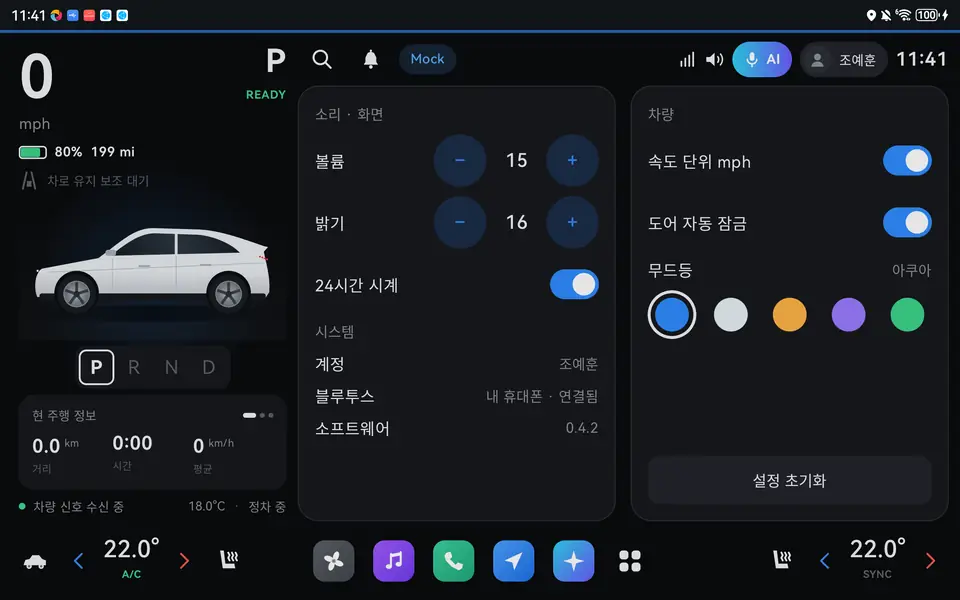 11:41
100
0
mph
P
READY
80% 199 mi
차로 유지 보조 대기
P R N D
현 주행 정보
0.0 km
거리
0:00
시간
0 km/h
평균
차량 신호 수신 중
18.0°C · 정차 중
Mock
AI
조예훈
11:41
소리 · 화면
볼륨
− 15 +
밝기
− 16 +
24시간 시계
시스템
계정 조예훈
블루투스 내 휴대폰 · 연결됨
소프트웨어 0.4.2
차량
속도 단위 mph
도어 자동 잠금
무드등 아쿠아
설정 초기화
22.0°
A/C
22.0°
SYNC